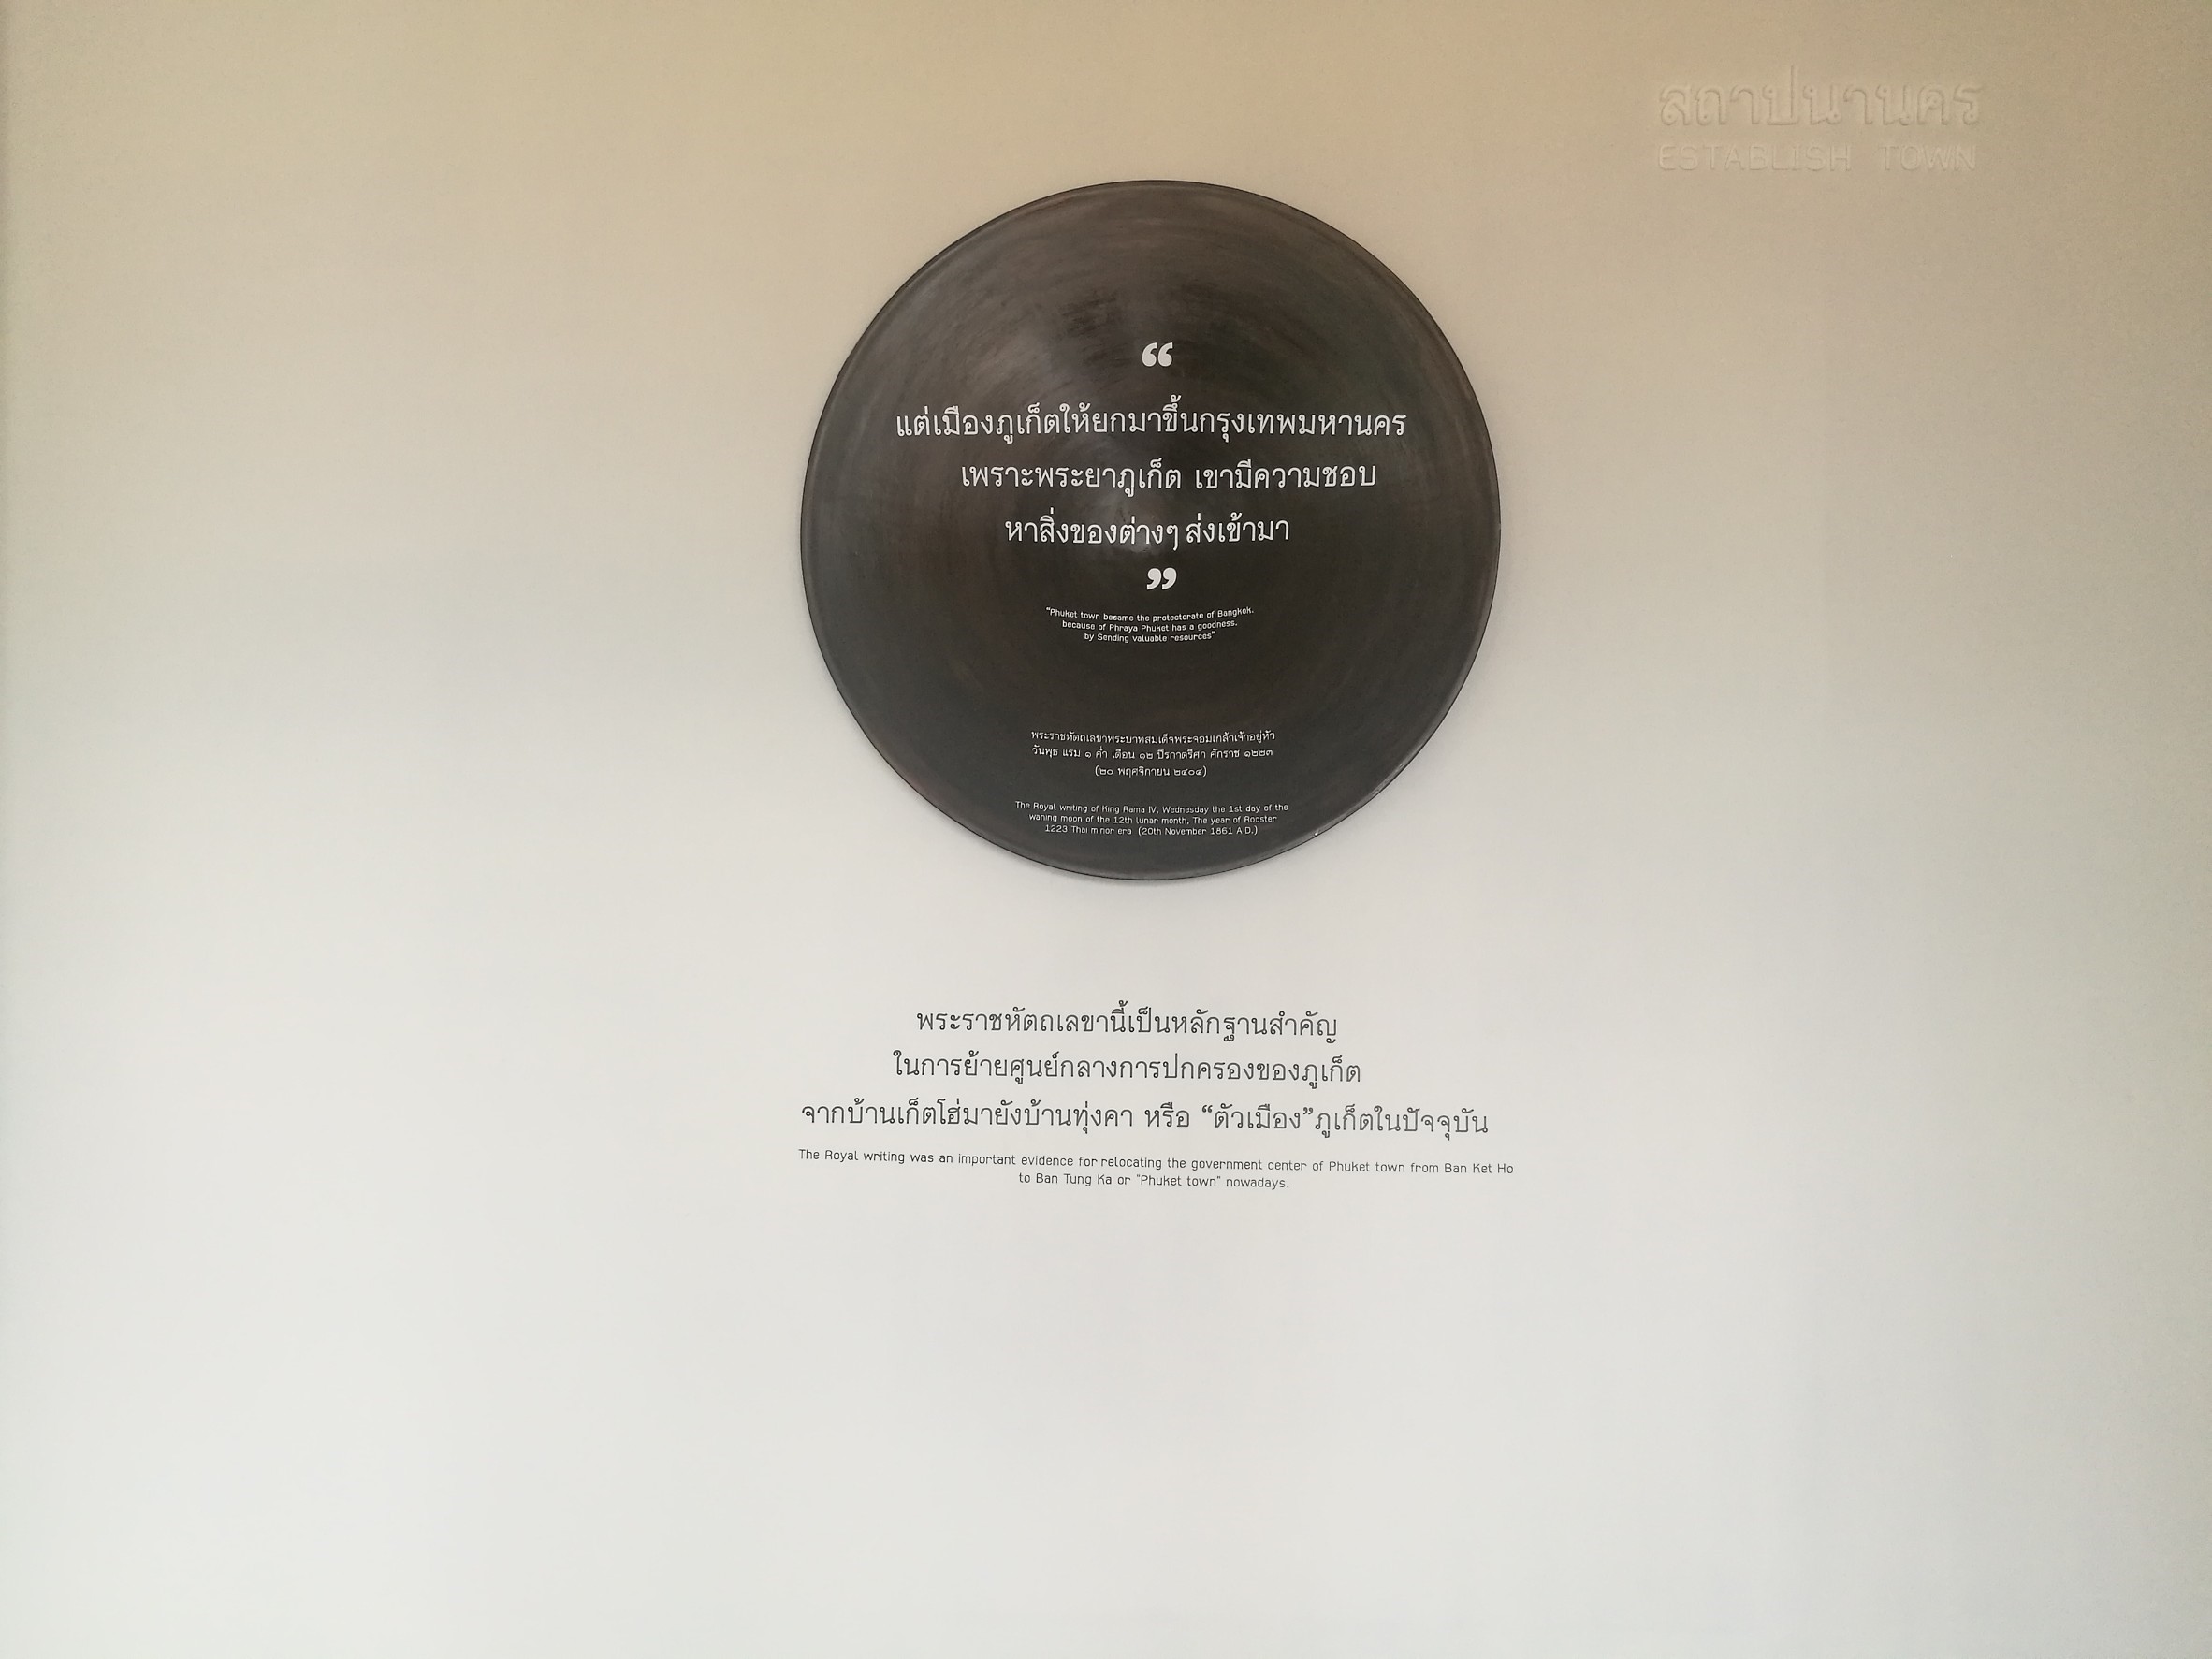 สถาปนานคร
ESTABLISH TOWN
“
แต่เมืองภูเก็ตให้ยกมาขึ้นกรุงเทพมหานคร
เพราะพระยาภูเก็ต เขามีความชอบ
หาสิ่งของต่างๆ ส่งเข้ามา
”
"Phuket town became the protectorate of Bangkok.
because of Phraya Phuket has a goodness.
by Sending valuable resources"
พระราชหัตถเลขาพระบาทสมเด็จพระจอมเกล้าเจ้าอยู่หัว
วันพุธ แรม ๑ ค่ำ เดือน ๑๒ ปีรกาตรีศก ศักราช ๑๒๒๓
(๒๐ พฤศจิกายน ๒๔๐๔)
The Royal writing of King Rama IV, Wednesday the 1st day of the
waning moon of the 12th lunar month, The year of Rooster
1223 Thai minor era (20th November 1861 A.D.)
พระราชหัตถเลขานี้เป็นหลักฐานสำคัญ
ในการย้ายศูนย์กลางการปกครองของภูเก็ต
จากบ้านเก็ตโฮ่มายังบ้านทุ่งคา หรือ “ตัวเมือง”ภูเก็ตในปัจจุบัน
The Royal writing was an important evidence for relocating the government center of Phuket town from Ban Ket Ho
to Ban Tung Ka or "Phuket town" nowadays.